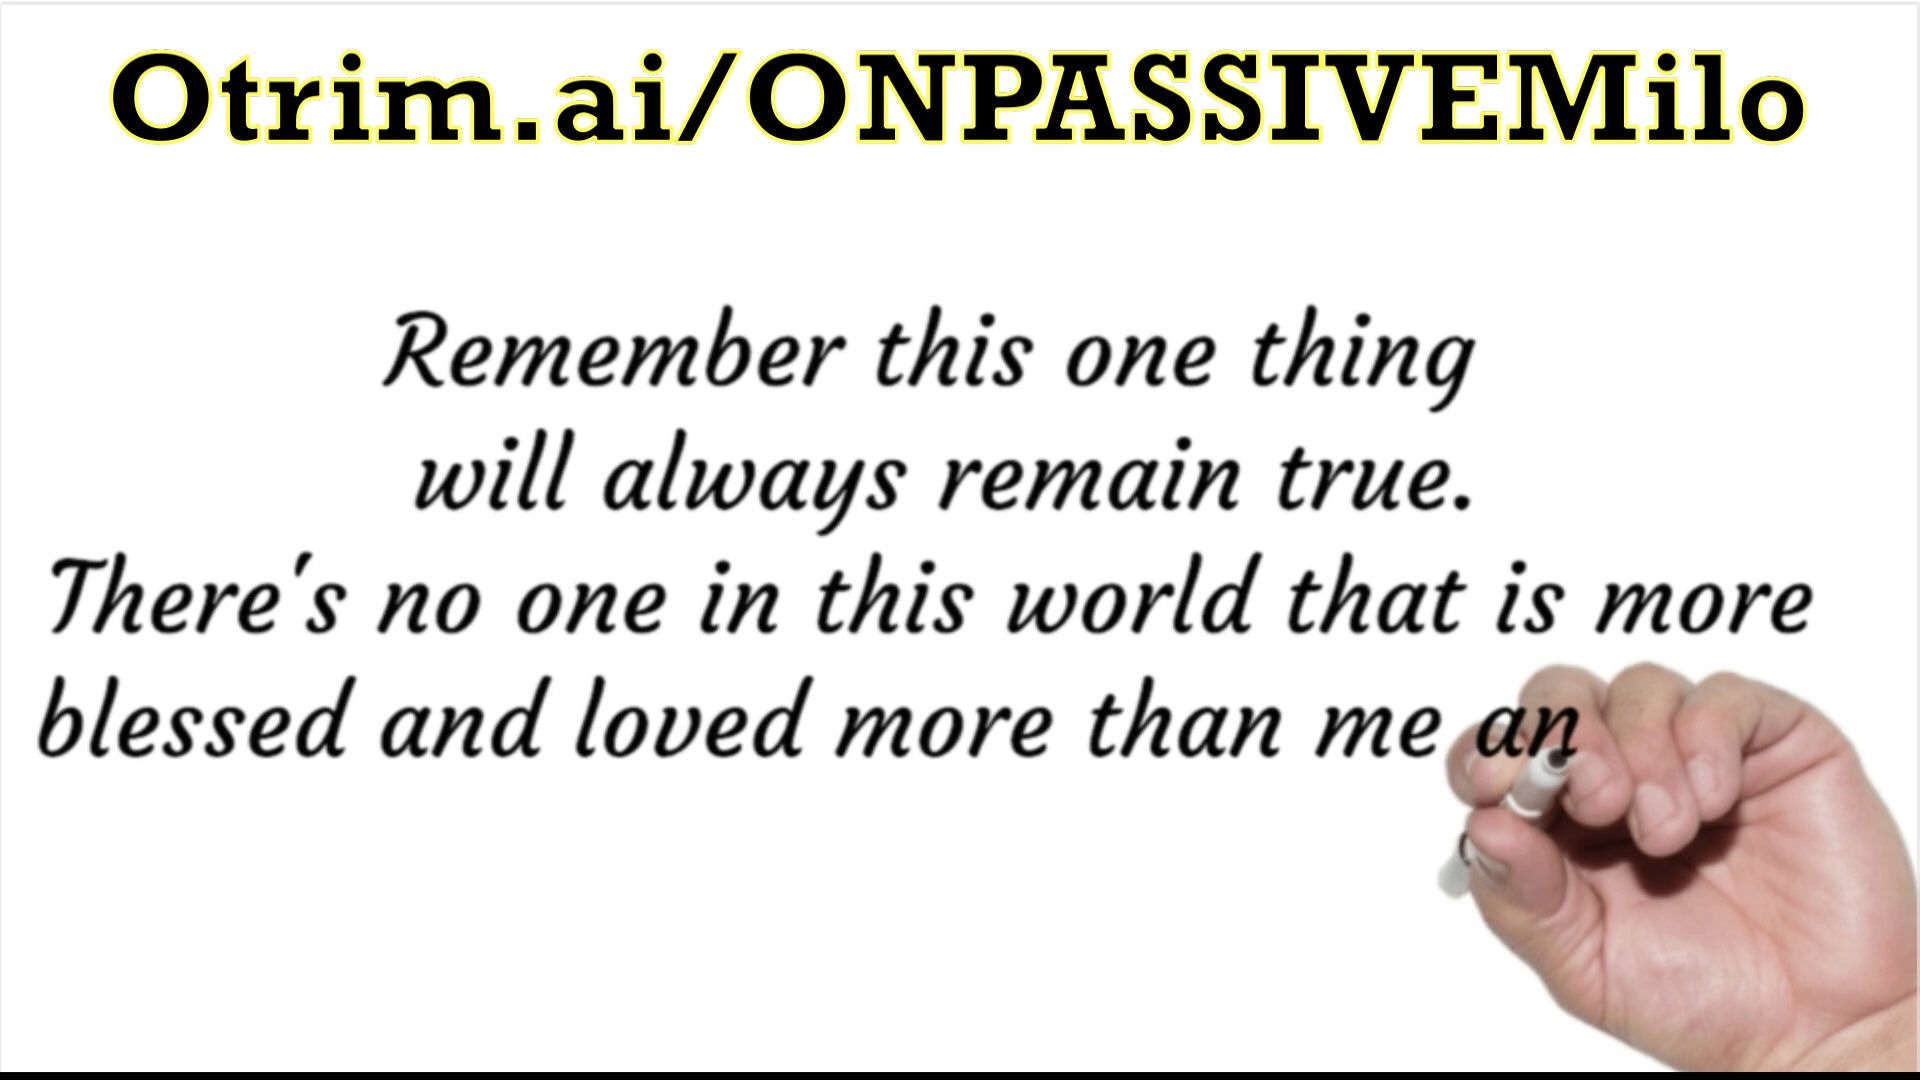 Otrim.ai/ONPASSIVEMilo
Remember this one thing
will always remain true.
There's no one in this world that is more
blessed and loved more than me an